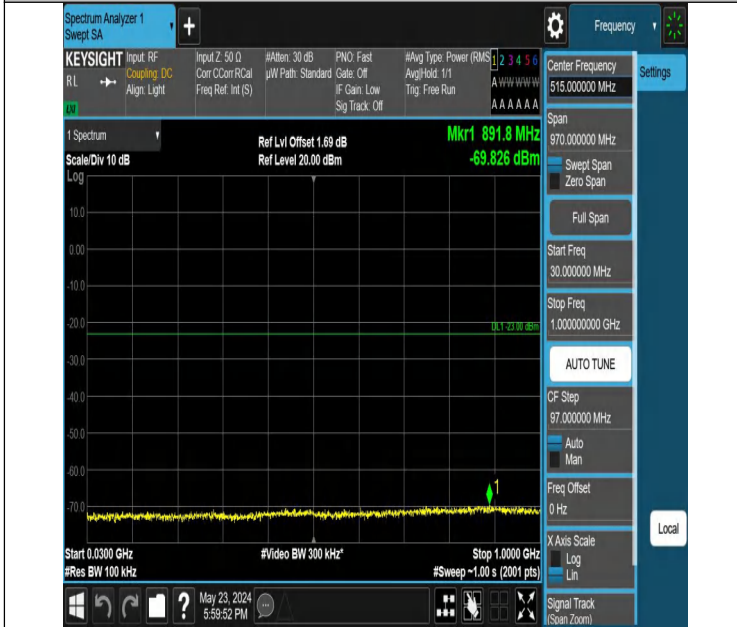 Spectrum Analyzer 1
Swept SA
+
Frequency
KEYSIGHT
RL
Input: RF
Coupling: DC
Align: Light
Input Z: 50 Ω
Corr CCorr RCal
Freq Ref: Int (S)
#Atten: 30 dB
µW Path: Standard
PNO: Fast
Gate: Off
IF Gain: Low
Sig Track: Off
#Avg Type: Power (RMS
Avg|Hold: 1/1
Trig: Free Run
1 2 3 4 5 6
A W W W W W
A A A A A A
1 Spectrum
Scale/Div 10 dB
Log
Ref Lvl Offset 1.69 dB
Ref Level 20.00 dBm
Mkr1 891.8 MHz
-69.826 dBm
10.0
0.00
-10.0
-20.0
DL1 -23.00 dBm
-30.0
-40.0
-50.0
-60.0
1
-70.0
Start 0.0300 GHz
#Res BW 100 kHz
#Video BW 300 kHz*
Stop 1.0000 GHz
#Sweep ~1.00 s (2001 pts)
?
May 23, 2024
5:59:52 PM
Center Frequency
515.000000 MHz
Settings
Span
970.000000 MHz
Swept Span
Zero Span
Full Span
Start Freq
30.000000 MHz
Stop Freq
1.000000000 GHz
AUTO TUNE
CF Step
97.000000 MHz
Auto
Man
Freq Offset
0 Hz
Local
X Axis Scale
Log
Lin
Signal Track
(Span Zoom)